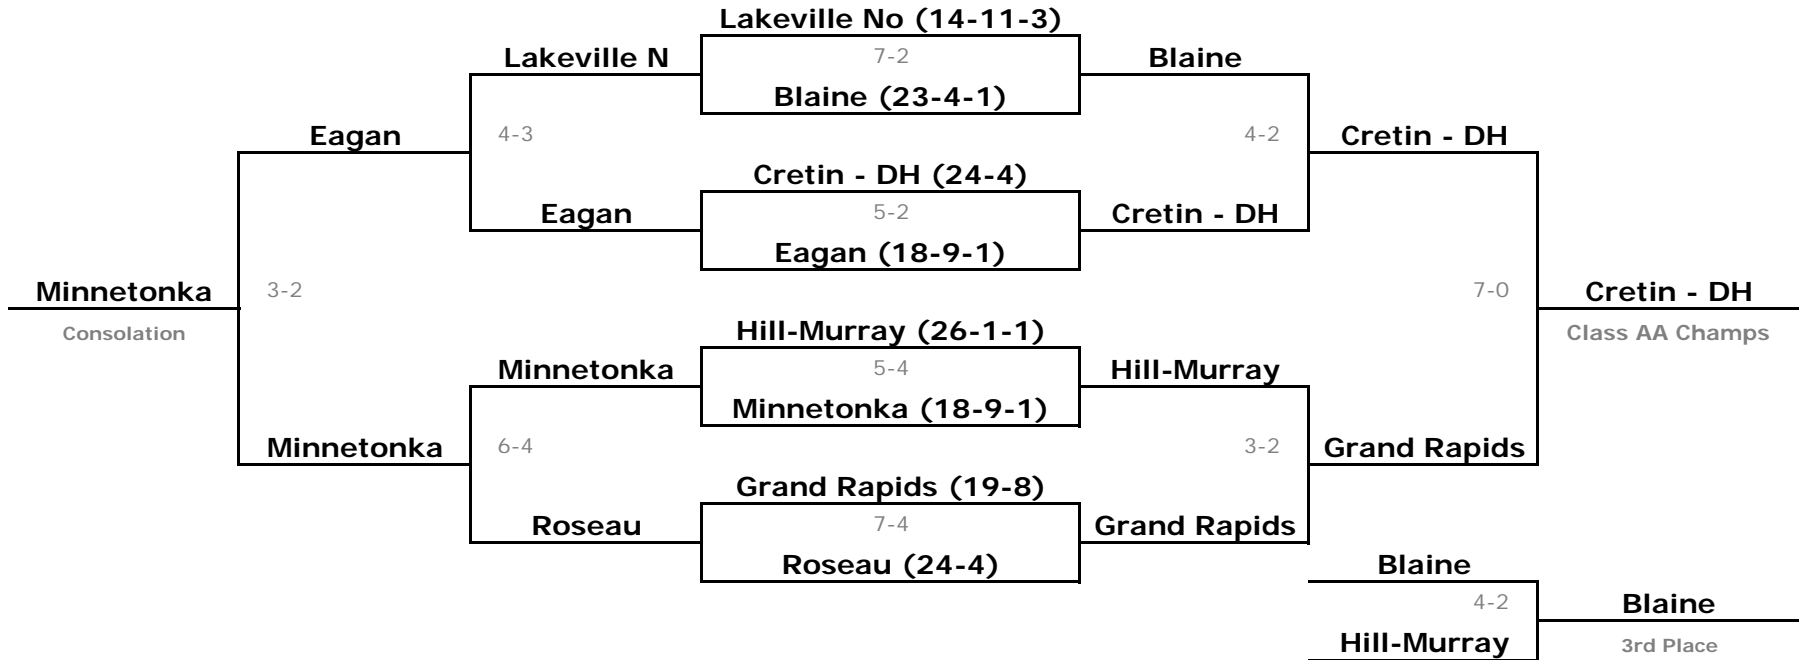 Lakeville No (14-11-3)
Lakeville N 7-2 Blaine
Blaine (23-4-1)
Eagan 4-3 4-2 Cretin - DH
Cretin - DH (24-4)
Eagan 5-2 Cretin - DH
Eagan (18-9-1)
Minnetonka 3-2 7-0 Cretin - DH
Consolation Hill-Murray (26-1-1) Class AA Champs
Minnetonka 5-4 Hill-Murray
Minnetonka (18-9-1)
Minnetonka 6-4 3-2 Grand Rapids
Grand Rapids (19-8)
Roseau 7-4 Grand Rapids
Roseau (24-4) Blaine
4-2 Blaine
Hill-Murray 3rd Place